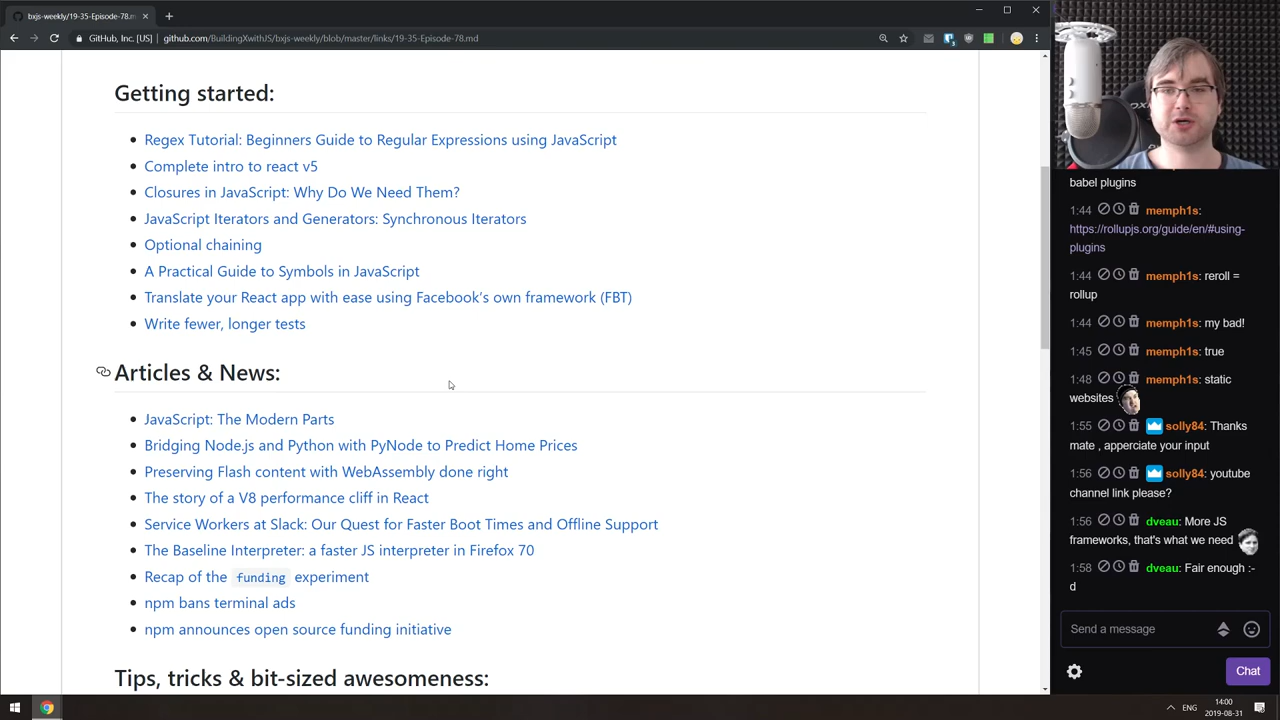 bxjs-weekly/19-35-Episode-78.md
GitHub, Inc. [US]
github.com/BuildingXwithJS/bxjs-weekly/blob/master/links/19-35-Episode-78.md
Getting started:
Regex Tutorial: Beginners Guide to Regular Expressions using JavaScript
Complete intro to react v5
Closures in JavaScript: Why Do We Need Them?
JavaScript Iterators and Generators: Synchronous Iterators
Optional chaining
A Practical Guide to Symbols in JavaScript
Translate your React app with ease using Facebook’s own framework (FBT)
Write fewer, longer tests
Articles & News:
JavaScript: The Modern Parts
Bridging Node.js and Python with PyNode to Predict Home Prices
Preserving Flash content with WebAssembly done right
The story of a V8 performance cliff in React
Service Workers at Slack: Our Quest for Faster Boot Times and Offline Support
The Baseline Interpreter: a faster JS interpreter in Firefox 70
Recap of the funding experiment
npm bans terminal ads
npm announces open source funding initiative
Tips, tricks & bit-sized awesomeness:
babel plugins
1:44 memph1s:
https://rollupjs.org/guide/en/#using-
plugins
1:44 memph1s: reroll =
rollup
1:44 memph1s: my bad!
1:45 memph1s: true
1:48 memph1s: static
websites
1:55 solly84: Thanks
mate , apperciate your input
1:56 solly84: youtube
channel link please?
1:56 dveau: More JS
frameworks, that's what we need
1:58 dveau: Fair enough :-
d
Send a message
Chat
ENG
14:00
2019-08-31